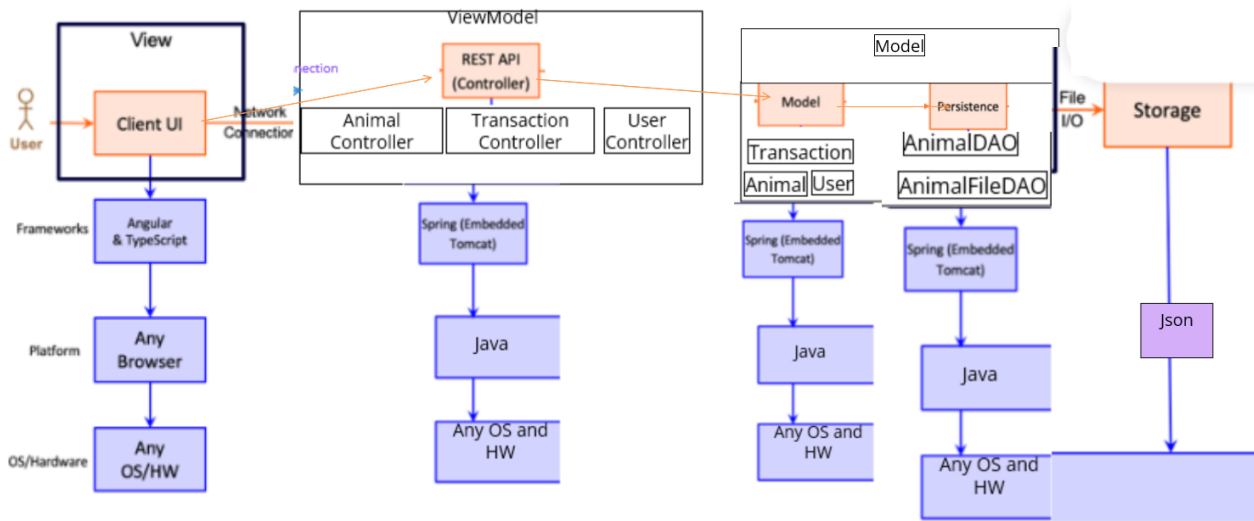 View
ViewModel
Model
nection
REST API
(Controller)
Client UI
User
Network
Connection
Animal
Controller
Transaction
Controller
User
Controller
Model
Persistence
File
I/O
Storage
Transaction
Animal
User
AnimalDAO
AnimalFileDAO
Frameworks
Angular
& TypeScript
Spring (Embedded
Tomcat)
Spring (Embedded
Tomcat)
Spring (Embedded
Tomcat)
Platform
Any
Browser
Java
Java
Java
Json
OS/Hardware
Any
OS/HW
Any OS and
HW
Any OS and
HW
Any OS and
HW